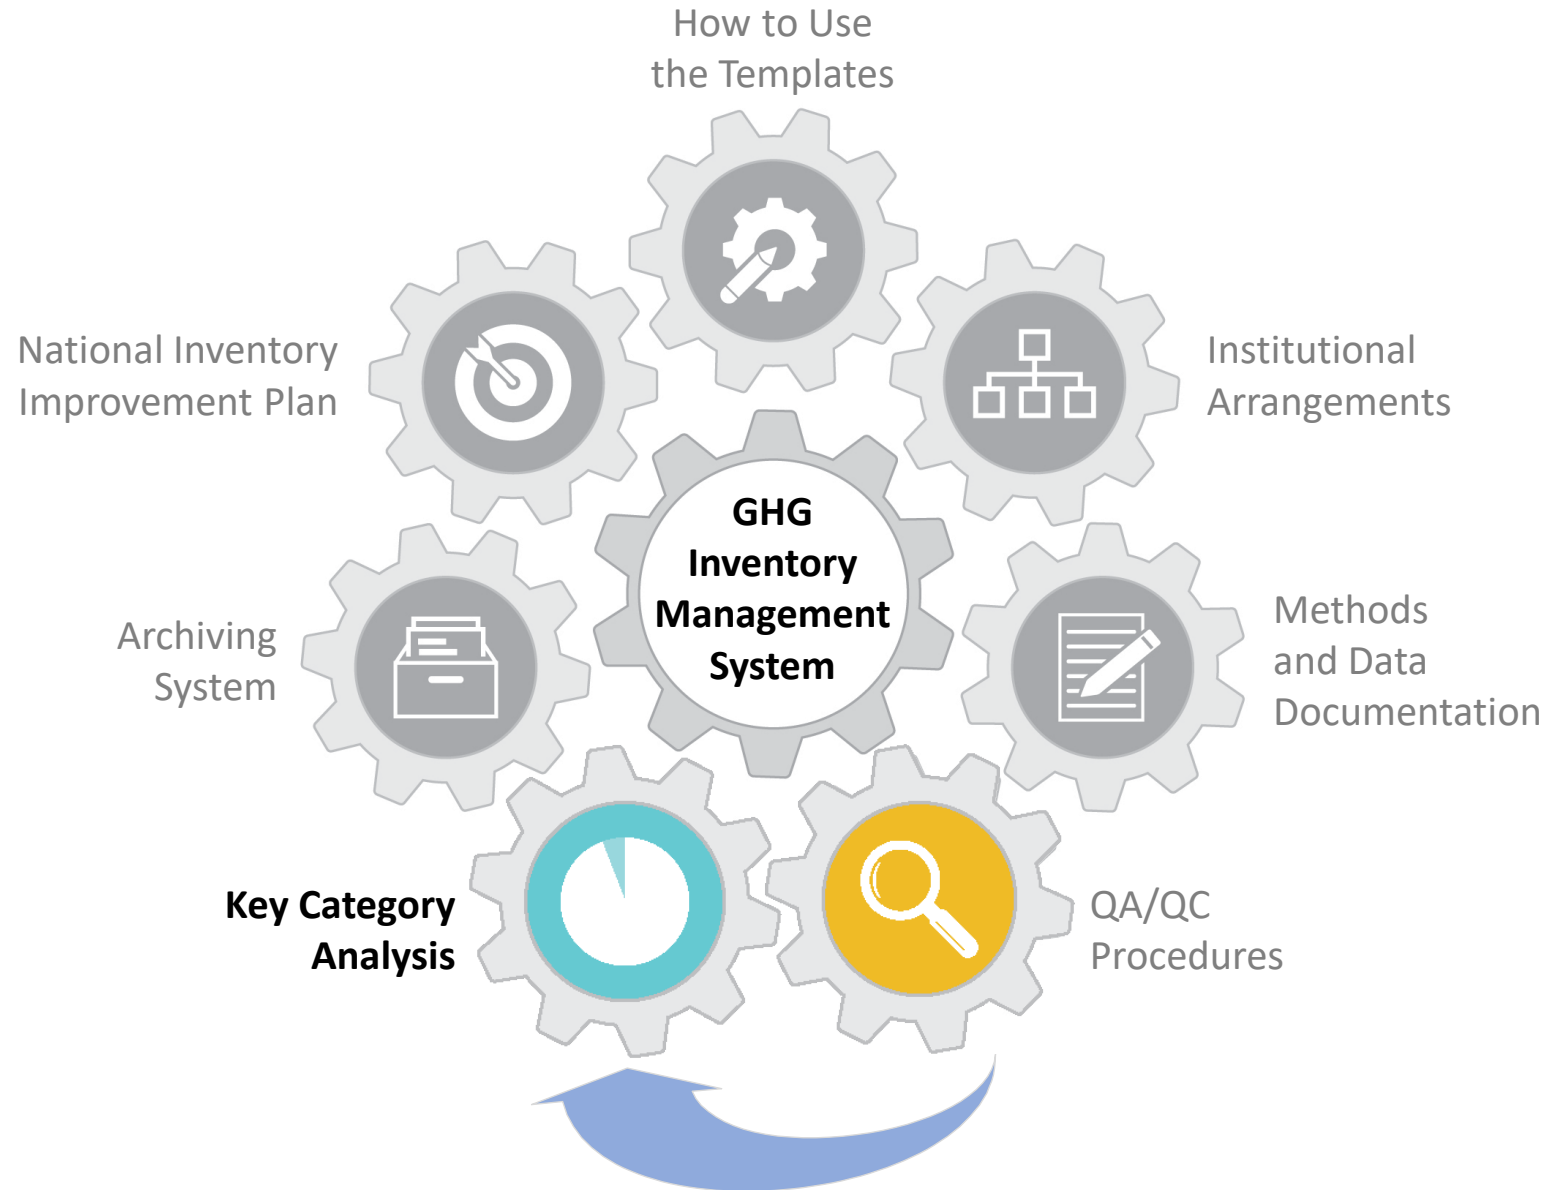 How to Use
the Templates
National Inventory
Improvement Plan
Institutional
Arrangements
GHG
Inventory
Management
System
Archiving
System
Methods
and Data
Documentation
Key Category
Analysis
QA/QC
Procedures